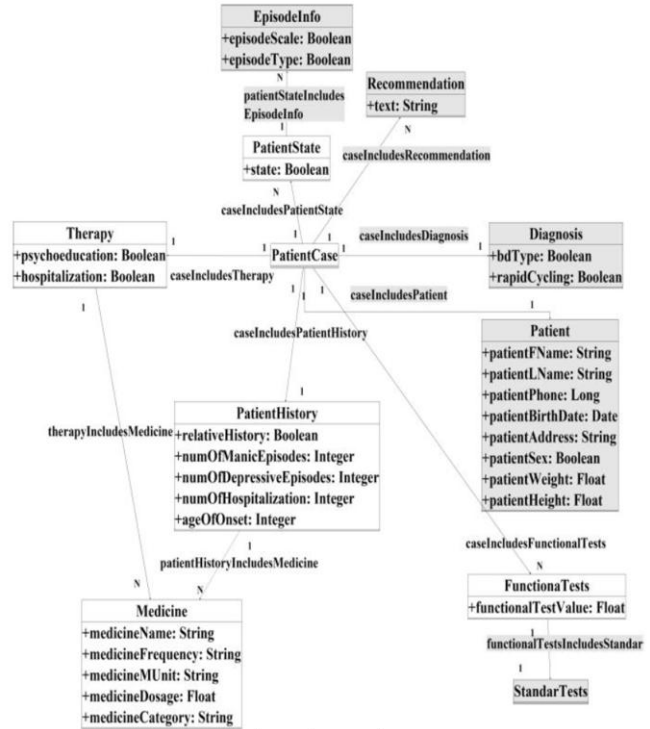 EpisodeInfo
+episodeScale: Boolean
+episodeType: Boolean
N
patientStateIncludes
EpisodeInfo
1
Recommendation
+text: String
N
caseIncludesRecommendation
PatientState
+state: Boolean
N
caseIncludesPatientState
1
1
Therapy
+psychoeducation: Boolean
+hospitalization: Boolean
1
1
caseIncludesTherapy
PatientCase
1
caseIncludesDiagnosis
1
Diagnosis
+bdType: Boolean
+rapidCycling: Boolean
1
1
1
1
caseIncludesPatient
1
caseIncludesPatientHistory
1
Patient
+patientFName: String
+patientLName: String
+patientPhone: Long
+patientBirthDate: Date
+patientAddress: String
+patientSex: Boolean
+patientWeight: Float
+patientHeight: Float
therapyIncludesMedicine
PatientHistory
+relativeHistory: Boolean
+numOfManicEpisodes: Integer
+numOfDepressiveEpisodes: Integer
+numOfHospitalization: Integer
+ageOfOnset: Integer
1
patientHistoryIncludesMedicine
N
N
Medicine
+medicineName: String
+medicineFrequency: String
+medicineMUnit: String
+medicineDosage: Float
+medicineCategory: String
caseIncludesFunctionalTests
N
FunctionaTests
+functionalTestValue: Float
1
functionalTestsIncludesStandar
1
StandarTests